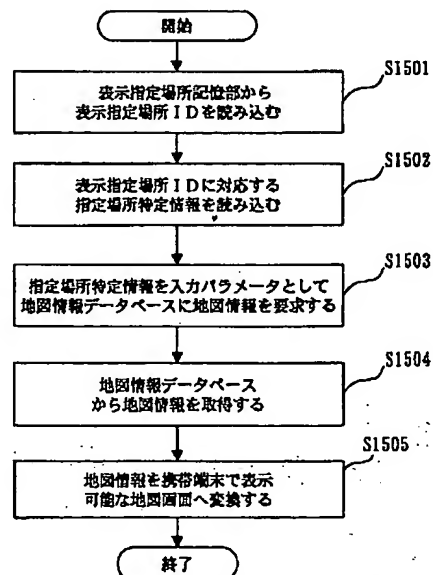 開始
S1501
表示指定場所記憶部から
表示指定場所IDを読み込む
S1502
表示指定場所IDに対応する
指定場所特定情報を読み込む
S1503
指定場所特定情報を入力パラメータとして
地図情報データベースに地図情報を要求する
S1504
地図情報データベース
から地図情報を取得する
S1505
地図情報を携帯端末で表示
可能な地図画面へ変換する
終了